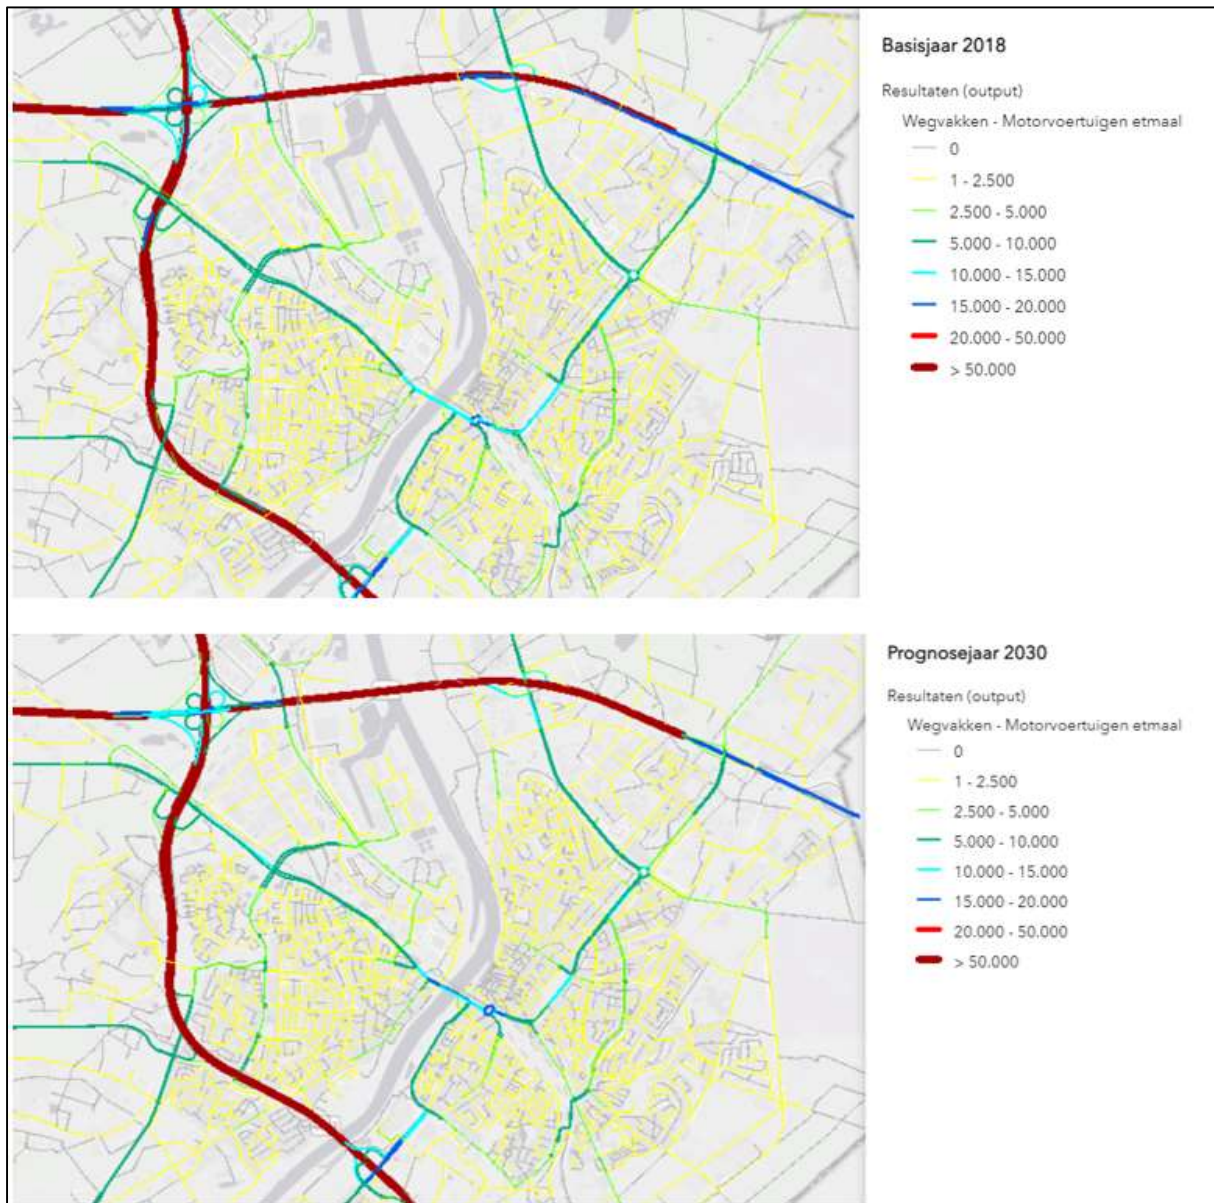 Basisjaar 2018
Resultaten (output)
Wegvakken - Motorvoertuigen etmaal
0
1 - 2.500
2.500 - 5.000
5.000 - 10.000
10.000 - 15.000
15.000 - 20.000
20.000 - 50.000
> 50.000
Prognosejaar 2030
Resultaten (output)
Wegvakken - Motorvoertuigen etmaal
0
1 - 2.500
2.500 - 5.000
5.000 - 10.000
10.000 - 15.000
15.000 - 20.000
20.000 - 50.000
> 50.000